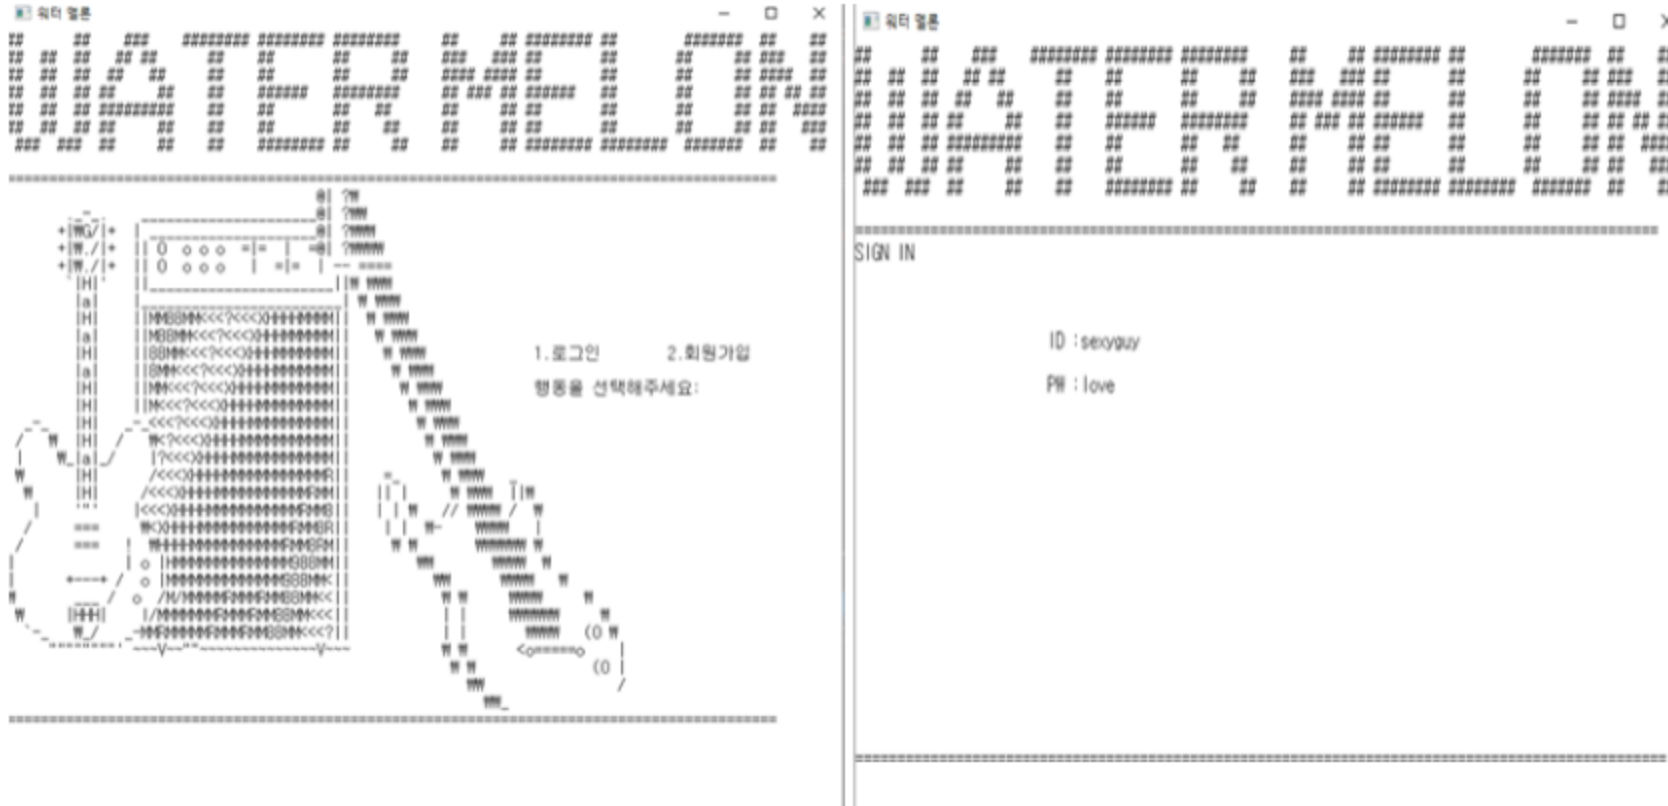 워터 멜론
WATER MELON
1.로그인 2.회원가입
행동을 선택해주세요:
워터 멜론
WATER MELON
SIGN IN
ID :sexyguy
PW :love